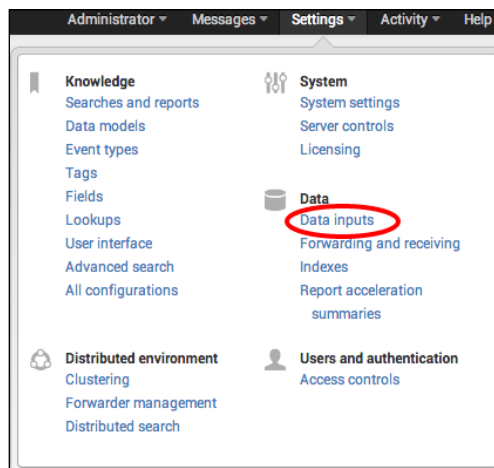 Administrator Messages Settings Activity Help
Knowledge
Searches and reports
Data models
Event types
Tags
Fields
Lookups
User interface
Advanced search
All configurations
System
System settings
Server controls
Licensing
Data
Data inputs
Forwarding and receiving
Indexes
Report acceleration
summaries
Distributed environment
Clustering
Forwarder management
Distributed search
Users and authentication
Access controls